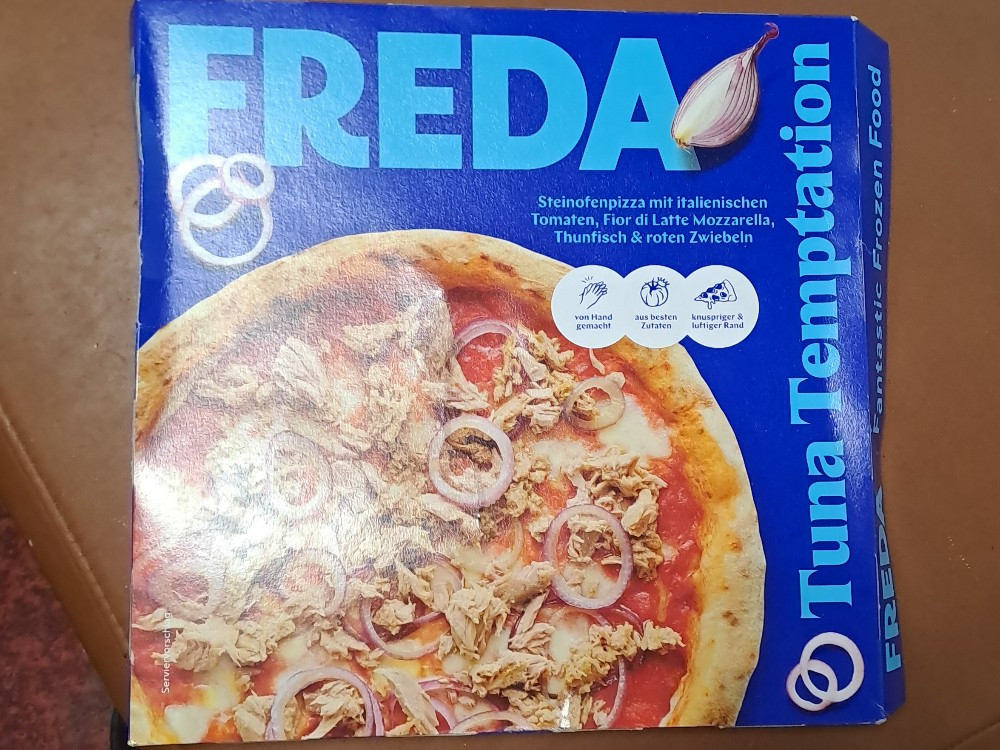 FREDA
Steinofenpizza mit italienischen
Tomaten, Fior di Latte Mozzarella,
Thunfisch & roten Zwiebeln
von Hand
gemacht
aus besten
Zutaten
knuspriger &
luftiger Rand
Tuna Temptation
FREDA Fantastic Frozen Food